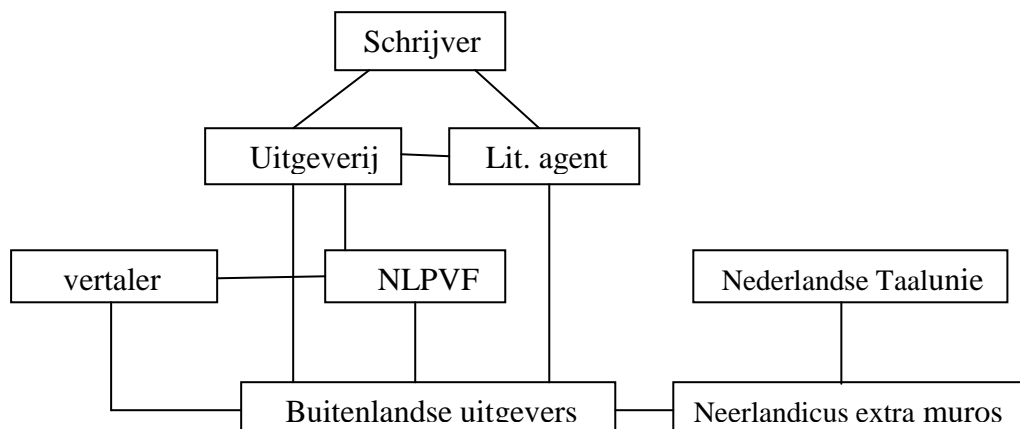 Schrijver
Uitgeverij
Lit. agent
vertaler
NLPVF
Nederlandse Taalunie
Buitenlandse uitgevers
Neerlandicus extra muros